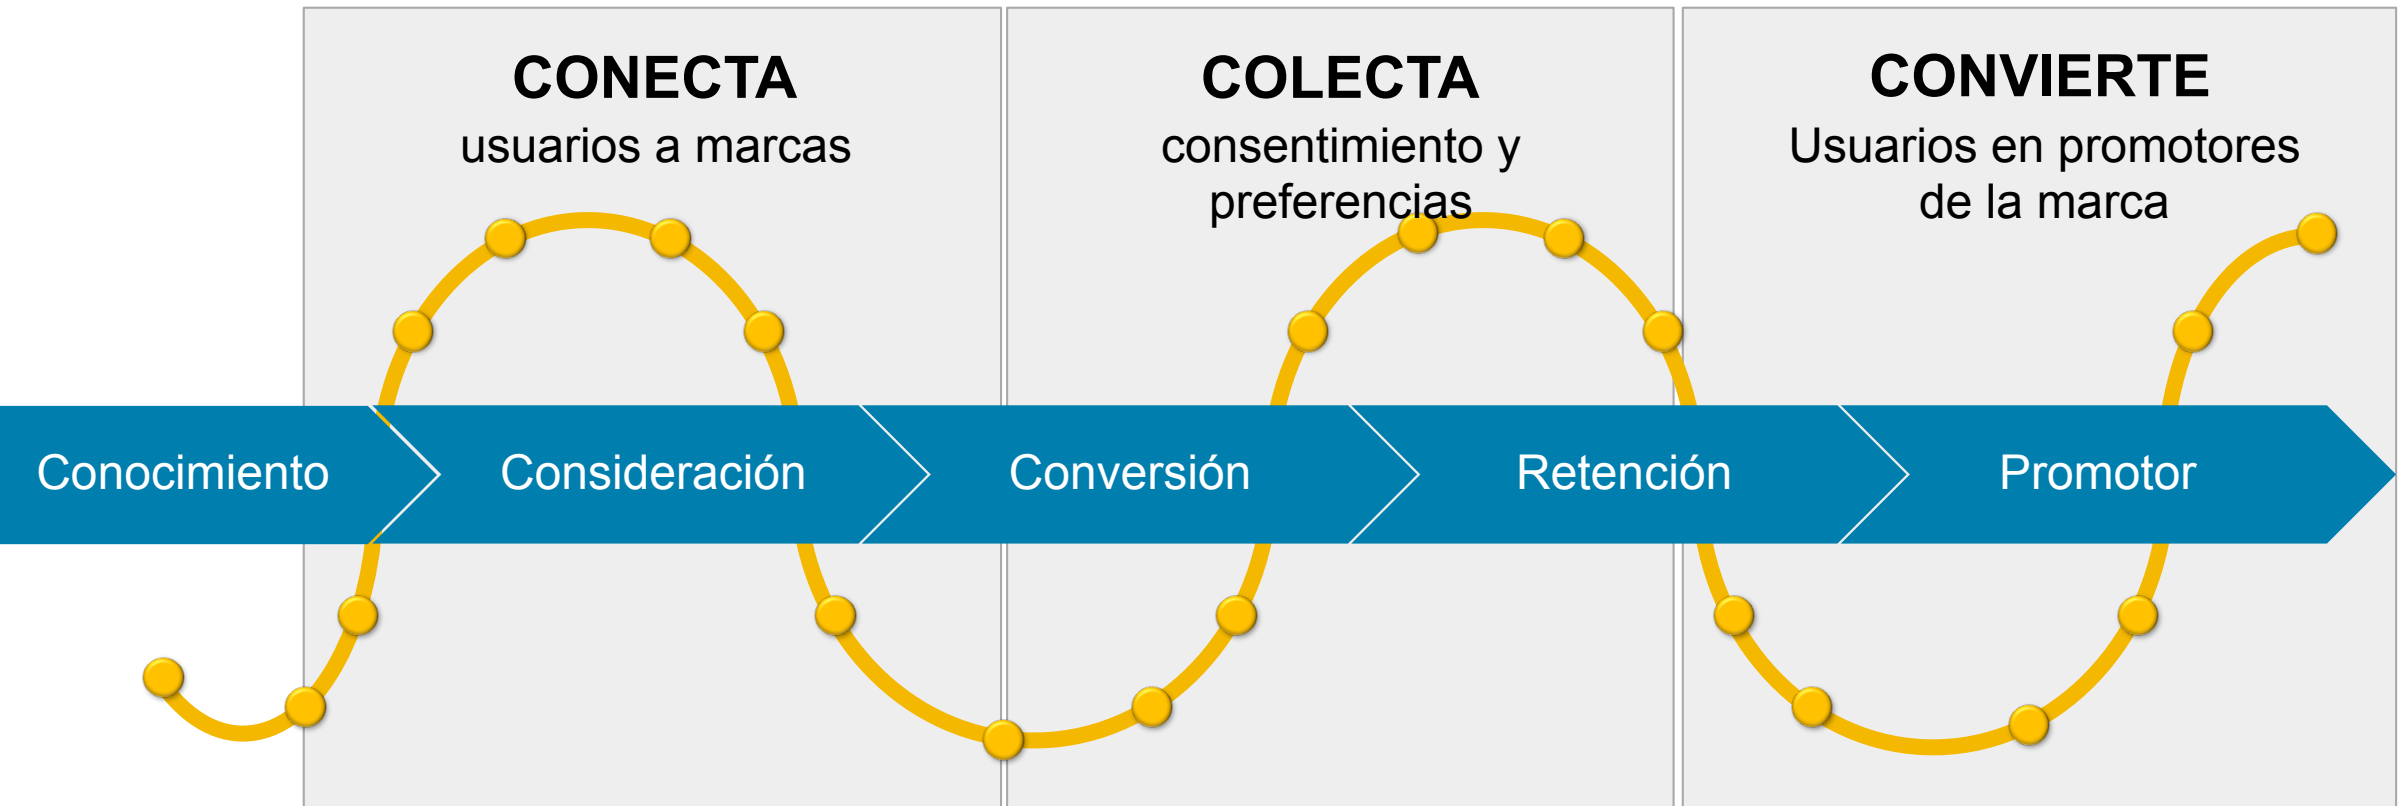 CONECTA
usuarios a marcas
COLECTA
consentimiento y
preferencias
CONVIERTE
Usuarios en promotores
de la marca
Conocimiento
Consideración
Conversión
Retención
Promotor